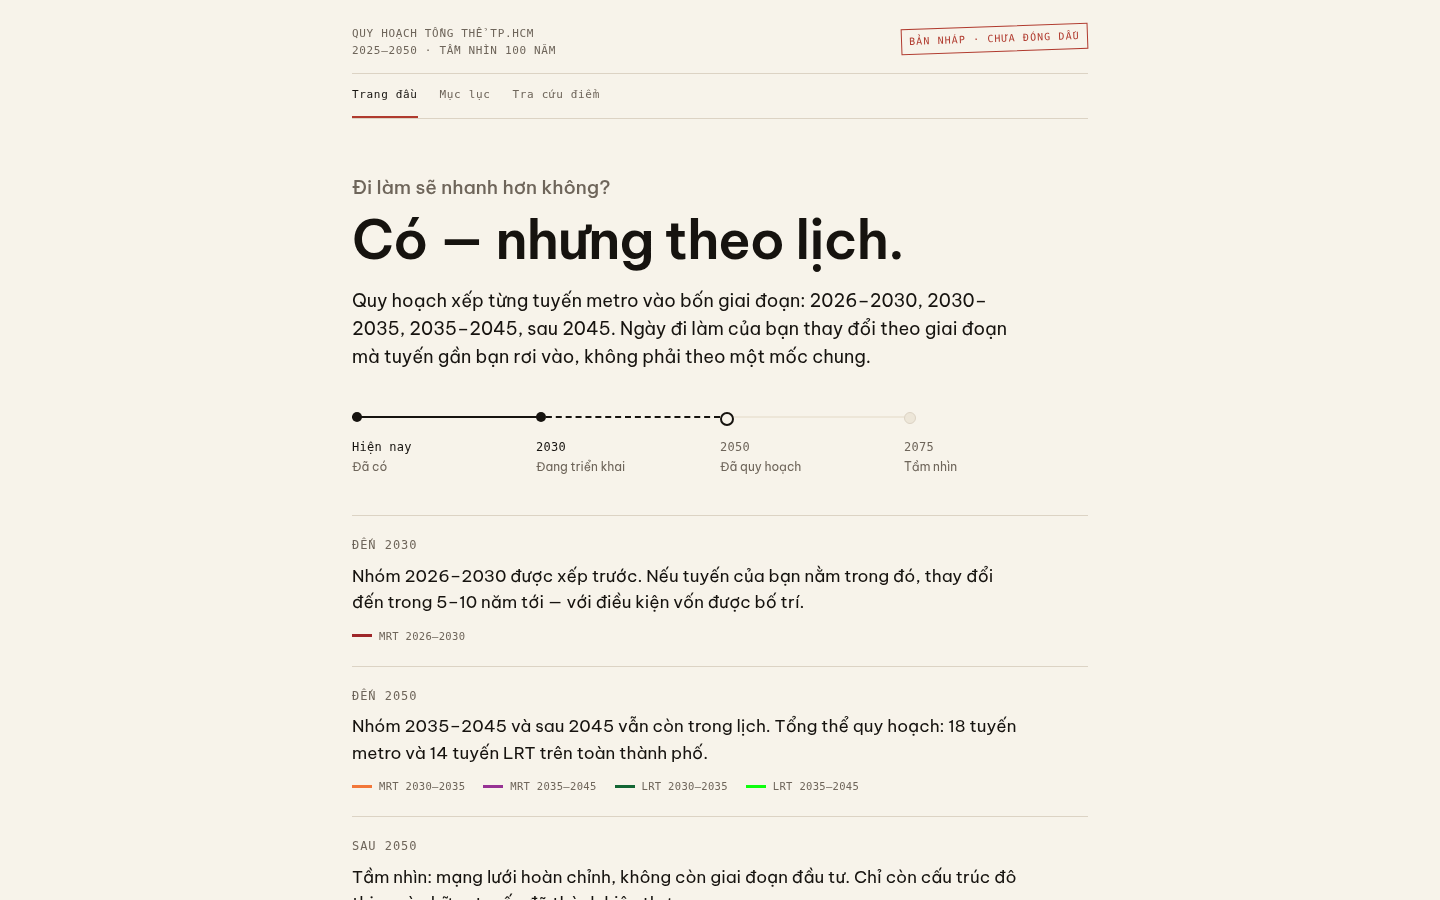 QUY HOẠCH TỔNG THỂ TP.HCM
2025—2050 · TẦM NHÌN 100 NĂM
BẢN NHÁP · CHƯA ĐÓNG DẤU
Trang đầu Mục lục Tra cứu điểm
Đi làm sẽ nhanh hơn không?
Có — nhưng theo lịch.
Quy hoạch xếp từng tuyến metro vào bốn giai đoạn: 2026–2030, 2030–
2035, 2035–2045, sau 2045. Ngày đi làm của bạn thay đổi theo giai đoạn
mà tuyến gần bạn rơi vào, không phải theo một mốc chung.
Hiện nay 2030 2050 2075
Đã có Đang triển khai Đã quy hoạch Tầm nhìn
ĐẾN 2030
Nhóm 2026–2030 được xếp trước. Nếu tuyến của bạn nằm trong đó, thay đổi
đến trong 5–10 năm tới — với điều kiện vốn được bố trí.
MRT 2026—2030
ĐẾN 2050
Nhóm 2035–2045 và sau 2045 vẫn còn trong lịch. Tổng thể quy hoạch: 18 tuyến
metro và 14 tuyến LRT trên toàn thành phố.
MRT 2030—2035 MRT 2035—2045 LRT 2030—2035 LRT 2035—2045
SAU 2050
Tầm nhìn: mạng lưới hoàn chỉnh, không còn giai đoạn đầu tư. Chỉ còn cấu trúc đô